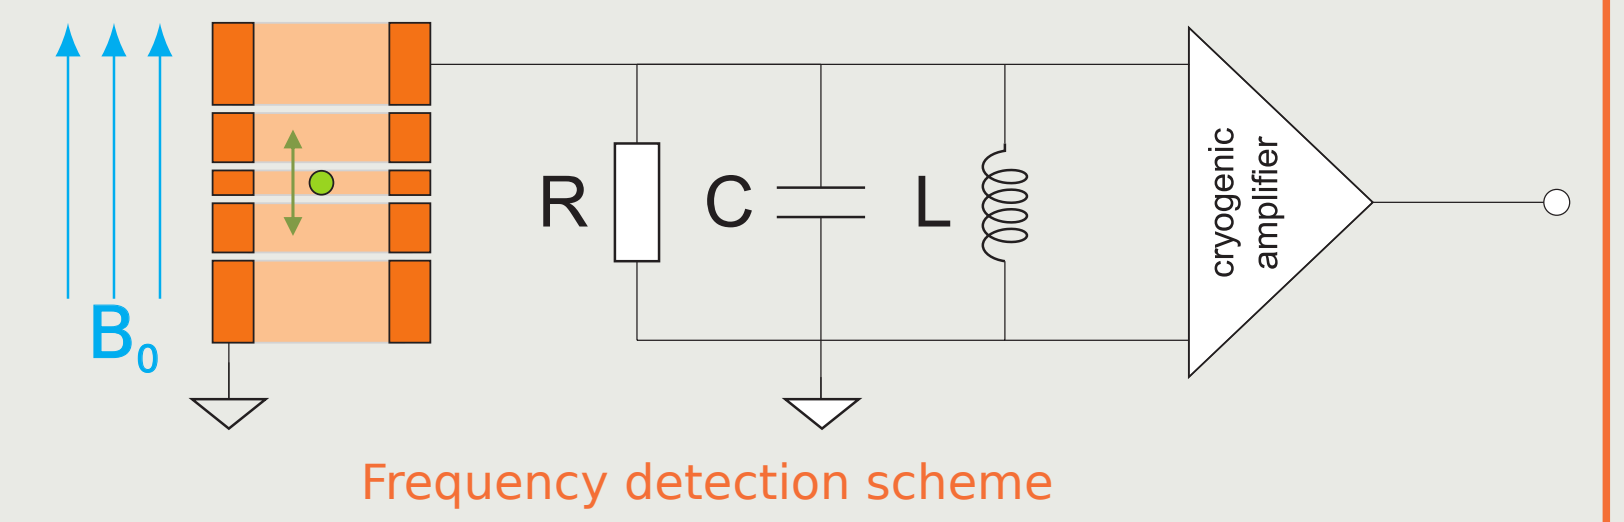 B0
R
C
L
cryogenic
amplifier
Frequency detection scheme